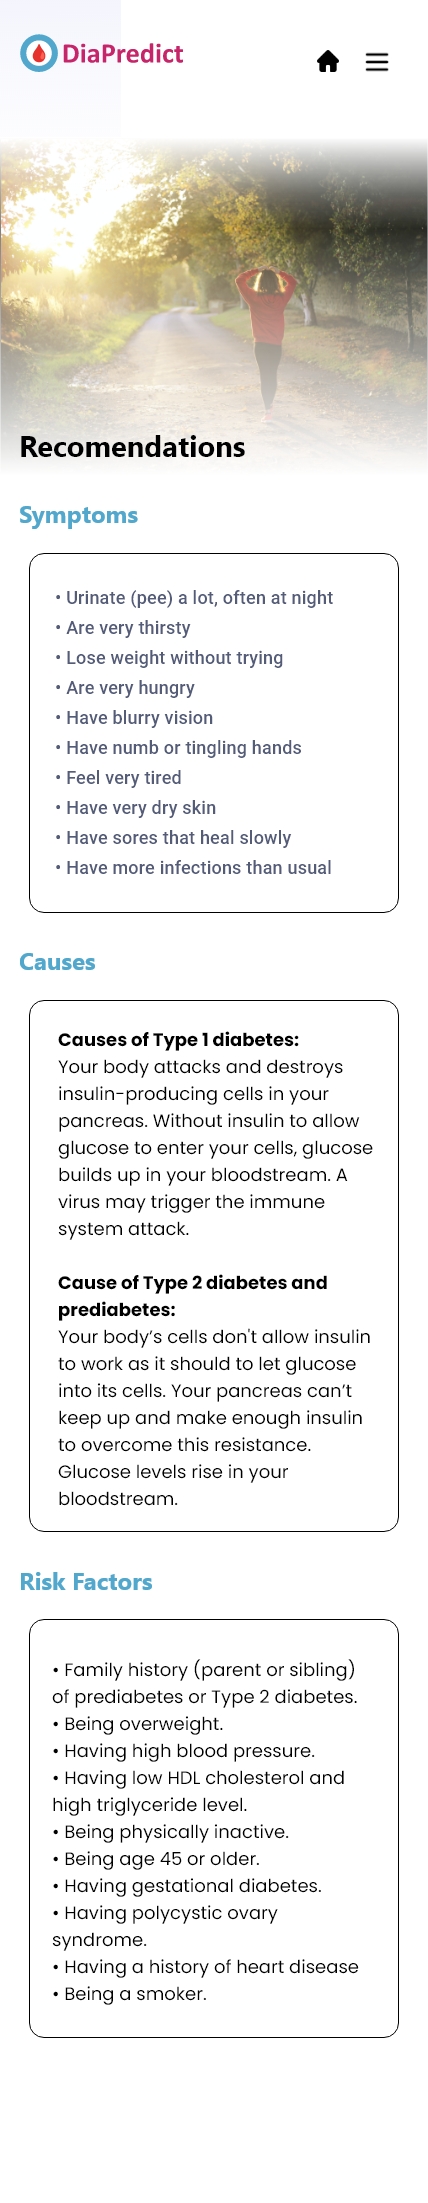 DiaPredict
Recomendations
Symptoms
• Urinate (pee) a lot, often at night
• Are very thirsty
• Lose weight without trying
• Are very hungry
• Have blurry vision
• Have numb or tingling hands
• Feel very tired
• Have very dry skin
• Have sores that heal slowly
• Have more infections than usual
Causes
Causes of Type 1 diabetes:
Your body attacks and destroys
insulin-producing cells in your
pancreas. Without insulin to allow
glucose to enter your cells, glucose
builds up in your bloodstream. A
virus may trigger the immune
system attack.
Cause of Type 2 diabetes and
prediabetes:
Your body’s cells don't allow insulin
to work as it should to let glucose
into its cells. Your pancreas can’t
keep up and make enough insulin
to overcome this resistance.
Glucose levels rise in your
bloodstream.
Risk Factors
• Family history (parent or sibling)
of prediabetes or Type 2 diabetes.
• Being overweight.
• Having high blood pressure.
• Having low HDL cholesterol and
high triglyceride level.
• Being physically inactive.
• Being age 45 or older.
• Having gestational diabetes.
• Having polycystic ovary
syndrome.
• Having a history of heart disease
• Being a smoker.